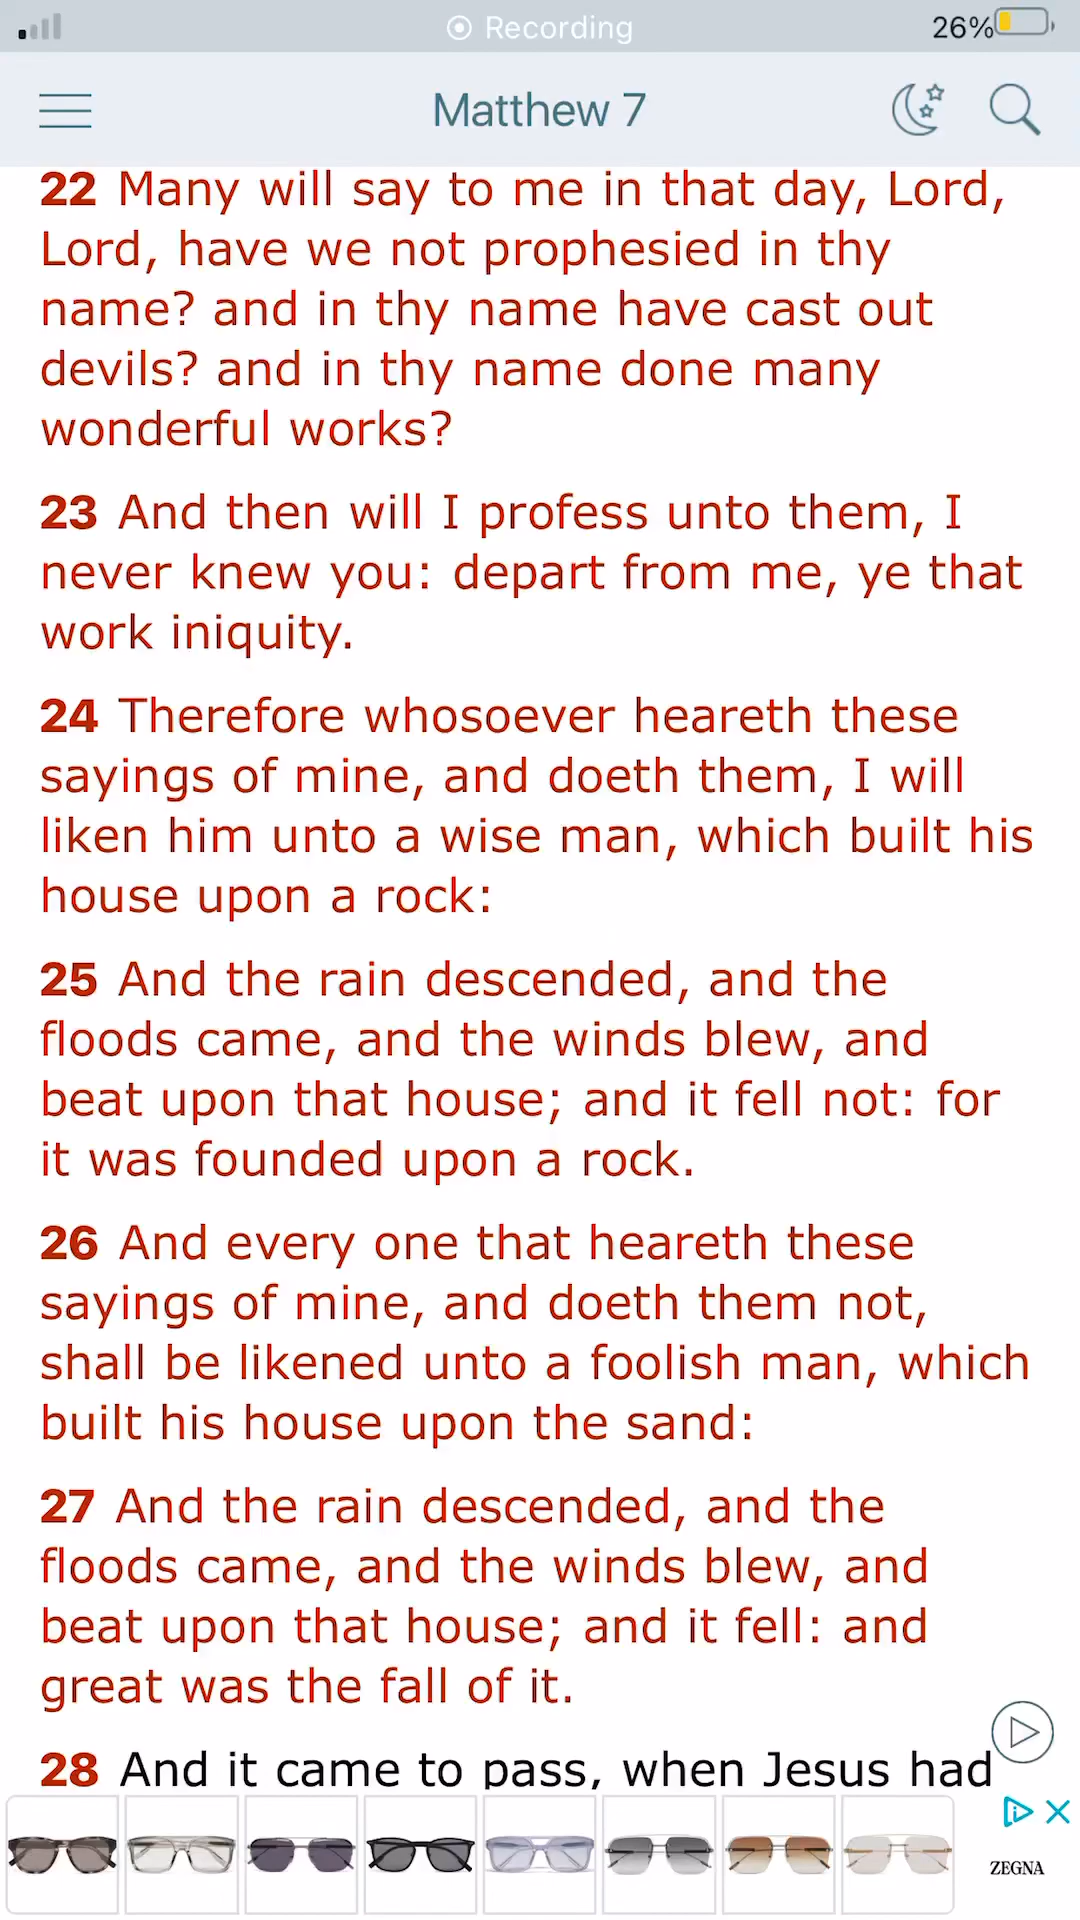 Recording
26%
Matthew 7
22 Many will say to me in that day, Lord,
Lord, have we not prophesied in thy
name? and in thy name have cast out
devils? and in thy name done many
wonderful works?
23 And then will I profess unto them, I
never knew you: depart from me, ye that
work iniquity.
24 Therefore whosoever heareth these
sayings of mine, and doeth them, I will
liken him unto a wise man, which built his
house upon a rock:
25 And the rain descended, and the
floods came, and the winds blew, and
beat upon that house; and it fell not: for
it was founded upon a rock.
26 And every one that heareth these
sayings of mine, and doeth them not,
shall be likened unto a foolish man, which
built his house upon the sand:
27 And the rain descended, and the
floods came, and the winds blew, and
beat upon that house; and it fell: and
great was the fall of it.
28 And it came to pass, when Jesus had
ZEGNA